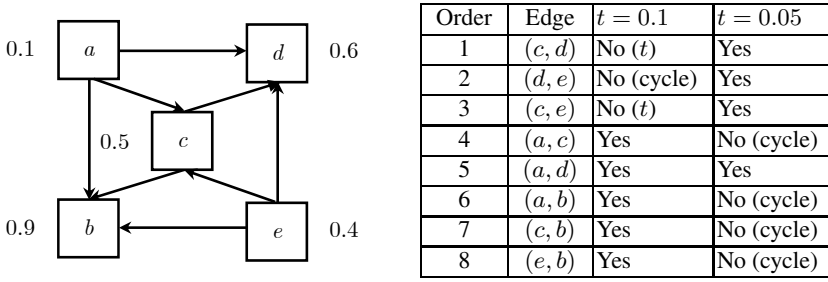 0.1 a d 0.6
0.5 c
0.9 b e 0.4
Order Edge t = 0.1 t = 0.05
1 (c, d) No (t) Yes
2 (d, e) No (cycle) Yes
3 (c, e) No (t) Yes
4 (a, c) Yes No (cycle)
5 (a, d) Yes Yes
6 (a, b) Yes No (cycle)
7 (c, b) Yes No (cycle)
8 (e, b) Yes No (cycle)